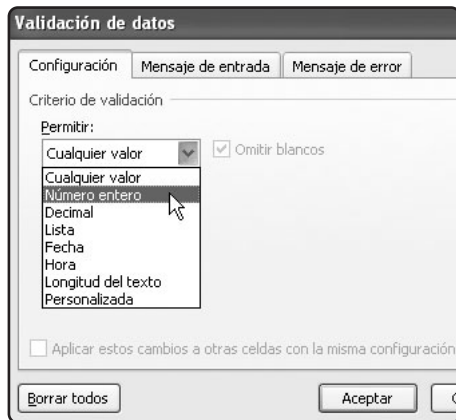 Validación de datos
Configuración Mensaje de entrada Mensaje de error
Criterio de validación
Permitir:
Cualquier valor Omitir blancos
Cualquier valor
Número entero
Decimal
Lista
Fecha
Hora
Longitud del texto
Personalizada
Aplicar estos cambios a otras celdas con la misma configuración
Borrar todos Aceptar